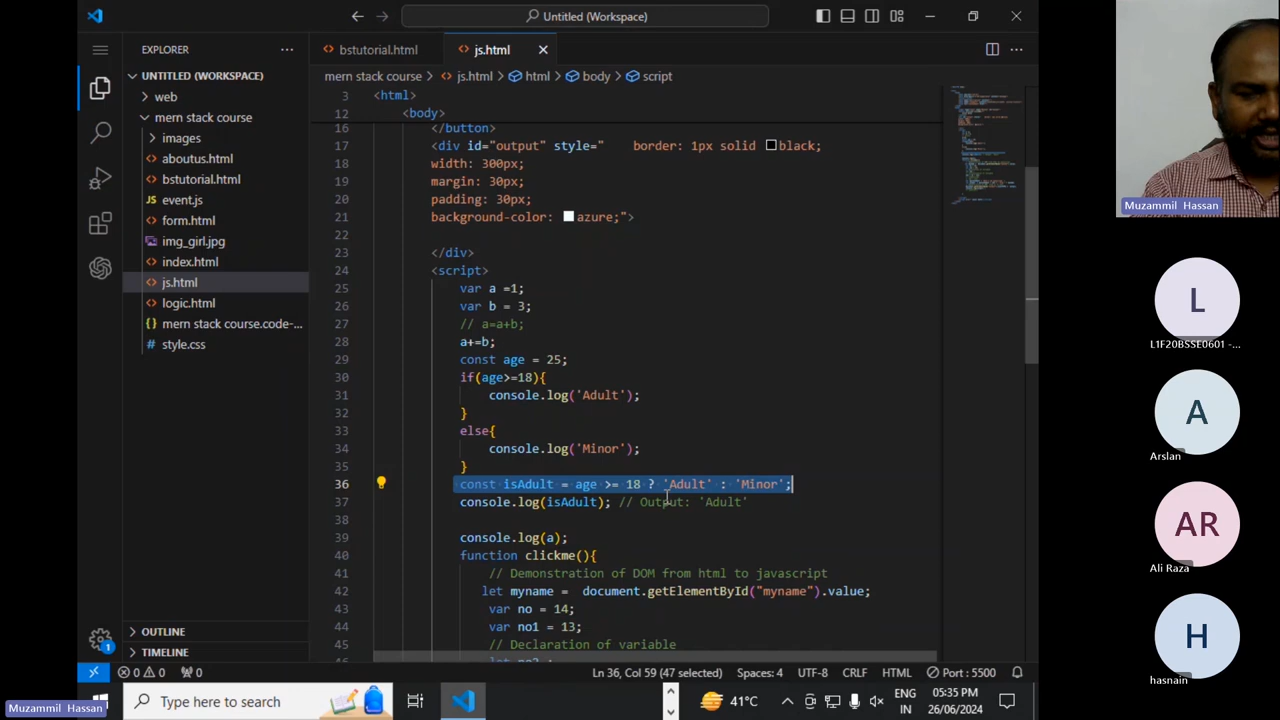 Untitled (Workspace)
EXPLORER
bstutorial.html
js.html
UNTITLED (WORKSPACE)
web
mern stack course
images
aboutus.html
bstutorial.html
event.js
form.html
img_girl.jpg
index.html
js.html
logic.html
mern stack course.code-...
style.css
OUTLINE
TIMELINE
mern stack course > js.html > html > body > script
3 <html>
12 <body>
16 </button>
17 <div id="output" style="    border: 1px solid black;
18 width: 300px;
19 margin: 30px;
20 padding: 30px;
21 background-color: azure;">
22
23 </div>
24 <script>
25 var a =1;
26 var b = 3;
27 // a=a+b;
28 a+=b;
29 const age = 25;
30 if(age>=18){
31 console.log('Adult');
32 }
33 else{
34 console.log('Minor');
35 }
36 const isAdult = age >= 18 ? 'Adult' : 'Minor';
37 console.log(isAdult); // Output: 'Adult'
38
39 console.log(a);
40 function clickme(){
41 // Demonstration of DOM from html to javascript
42 let myname =  document.getElementById("myname").value;
43 var no = 14;
44 var no1 = 13;
45 // Declaration of variable
1
0 0 0
Ln 36, Col 59 (47 selected)
Spaces: 4
UTF-8
CRLF
HTML
Port : 5500
Type here to search
41°C
ENG
IN
05:35 PM
26/06/2024
Muzammil Hassan
Muzammil Hassan
L
L1F20BSSE0601 -...
A
Arslan
AR
Ali Raza
H
hasnain